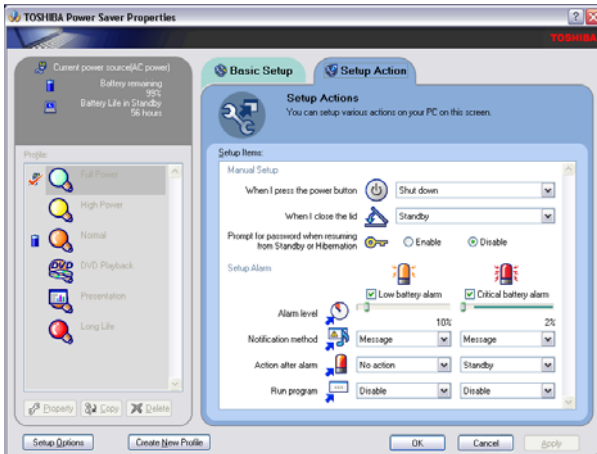 TOSHIBA Power Saver Properties
TOSHIBA
Current power source(AC power)
Battery remaining
99%
Battery Life in Standby
56 hours
Profile:
Full Power
High Power
Normal
DVD Playback
Presentation
Long Life
Property
Copy
Delete
Basic Setup
Setup Action
Setup Actions
You can setup various actions on your PC on this screen.
Setup Items:
Manual Setup
When I press the power button
Shut down
When I close the lid
Standby
Prompt for password when resuming
from Standby or Hibernation
Enable
Disable
Setup Alarm
Low battery alarm
Critical battery alarm
Alarm level
10%
2%
Notification method
Message
Message
Action after alarm
No action
Standby
Run program
Disable
Disable
Setup Options
Create New Profile
OK
Cancel
Apply